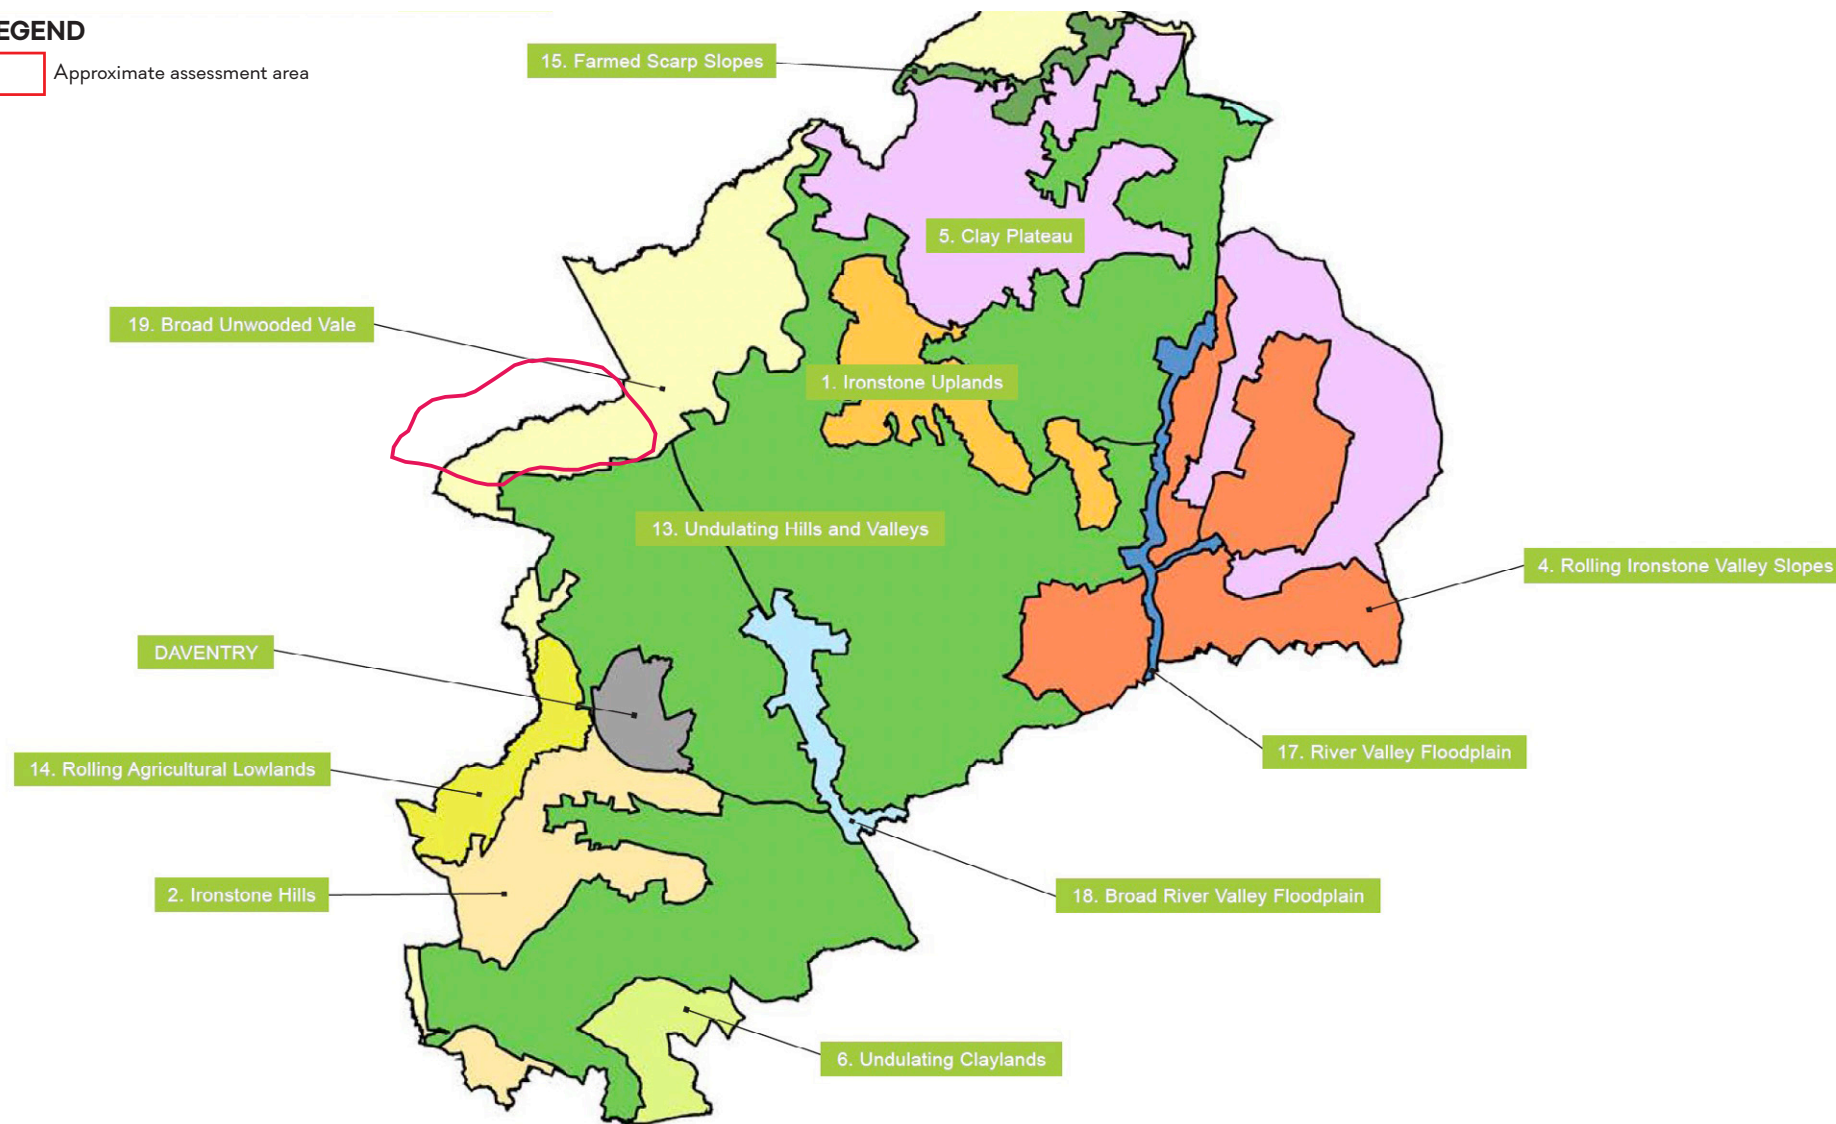 EGEND
Approximate assessment area
15. Farmed Scarp Slopes
5. Clay Plateau
19. Broad Unwooded Vale
1. Ironstone Uplands
13. Undulating Hills and Valleys
4. Rolling Ironstone Valley Slopes
DAVENTRY
17. River Valley Floodplain
14. Rolling Agricultural Lowlands
2. Ironstone Hills
18. Broad River Valley Floodplain
6. Undulating Claylands